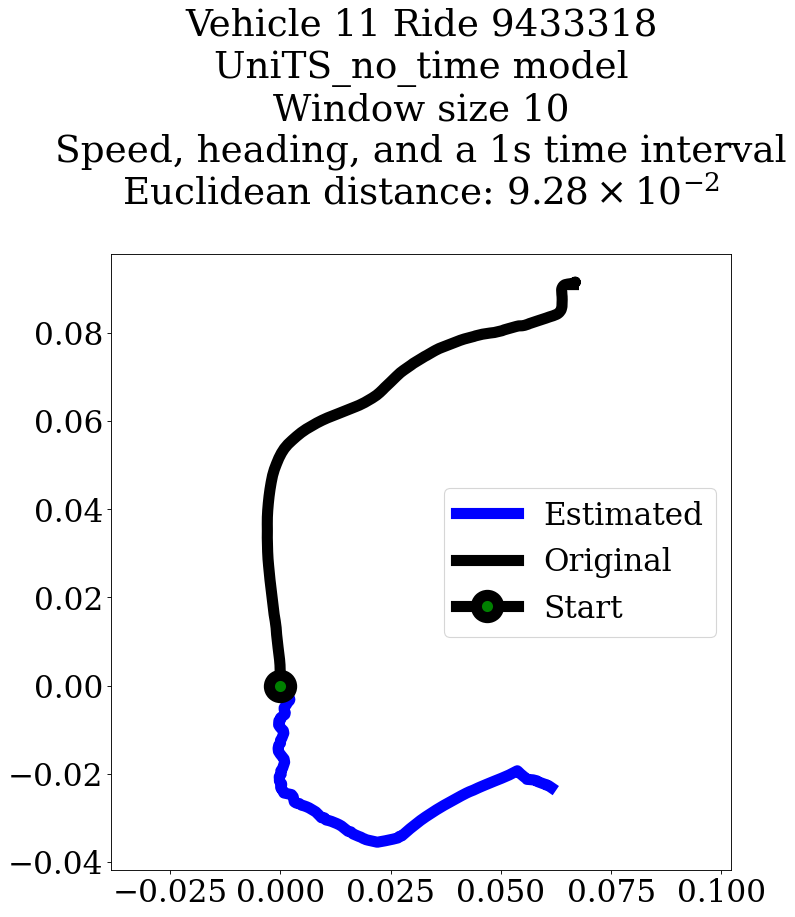 Vehicle 11 Ride 9433318
UniTS_no_time model
Window size 10
Speed, heading, and a 1s time interval
Euclidean distance: 9.28 × 10⁻²
0.08
0.06
0.04
0.02
0.00
−0.02
−0.04
Estimated
Original
Start
−0.025 0.000 0.025 0.050 0.075 0.100